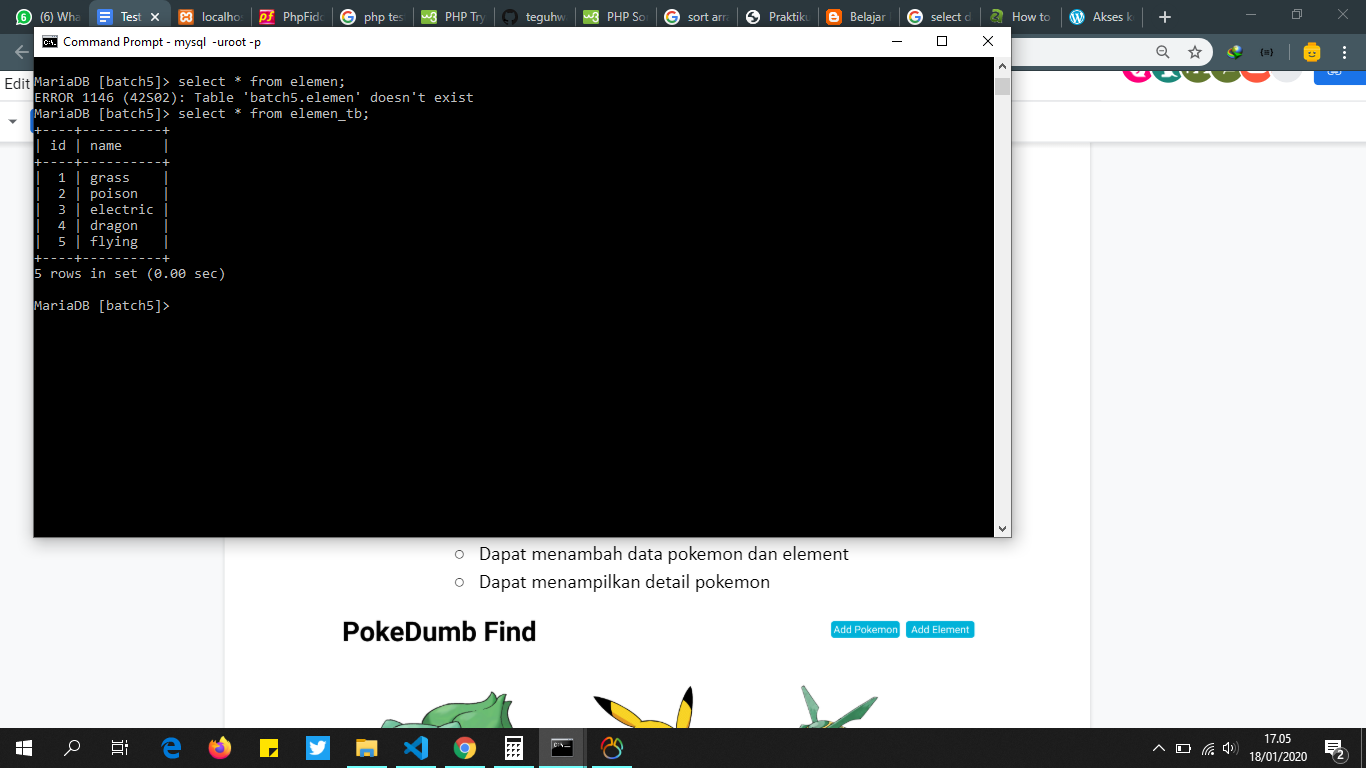 (6) Wha
Test
localho
PhpFid
php tes
PHP Try
teguhw
PHP So
sort arr
Praktiku
Belajar
select d
How to
Akses k
Command Prompt - mysql -uroot -p
Edit
MariaDB [batch5]> select * from elemen;
ERROR 1146 (42S02): Table 'batch5.elemen' doesn't exist
MariaDB [batch5]> select * from elemen_tb;
+----+----------+
| id | name     |
+----+----------+
|  1 | grass    |
|  2 | poison   |
|  3 | electric |
|  4 | dragon   |
|  5 | flying   |
+----+----------+
5 rows in set (0.00 sec)
MariaDB [batch5]>
○ Dapat menambah data pokemon dan element
○ Dapat menampilkan detail pokemon
PokeDumb Find
Add Pokemon
Add Element
17.05
18/01/2020
2